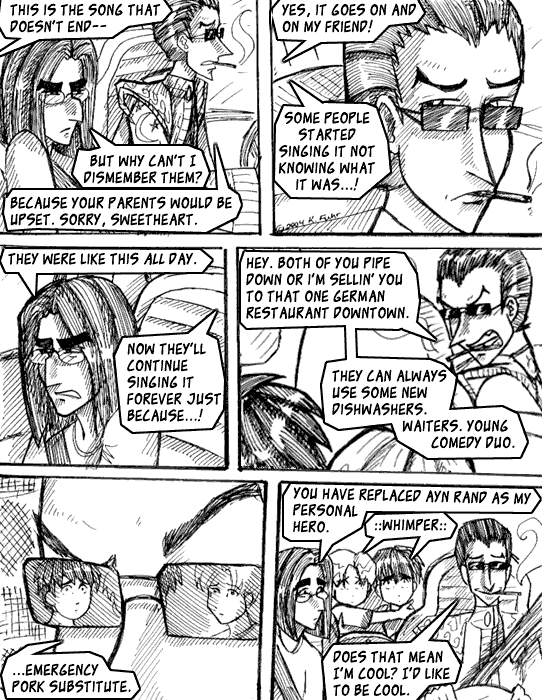 THIS IS THE SONG THAT
DOESN'T END--
BUT WHY CAN'T I
DISMEMBER THEM?
BECAUSE YOUR PARENTS WOULD BE
UPSET. SORRY, SWEETHEART.
YES, IT GOES ON AND
ON MY FRIEND!
SOME PEOPLE
STARTED
SINGING IT NOT
KNOWING WHAT
IT WAS...!
©2004 K. Fuhr
THEY WERE LIKE THIS ALL DAY.
NOW THEY'LL
CONTINUE
SINGING IT
FOREVER JUST
BECAUSE...!
HEY. BOTH OF YOU PIPE
DOWN OR I'M SELLIN' YOU
TO THAT ONE GERMAN
RESTAURANT DOWNTOWN.
THEY CAN ALWAYS
USE SOME NEW
DISHWASHERS.
WAITERS. YOUNG
COMEDY DUO.
...EMERGENCY
PORK SUBSTITUTE.
YOU HAVE REPLACED AYN RAND AS MY
PERSONAL
HERO.
::WHIMPER::
DOES THAT MEAN
I'M COOL? I'D LIKE
TO BE COOL.